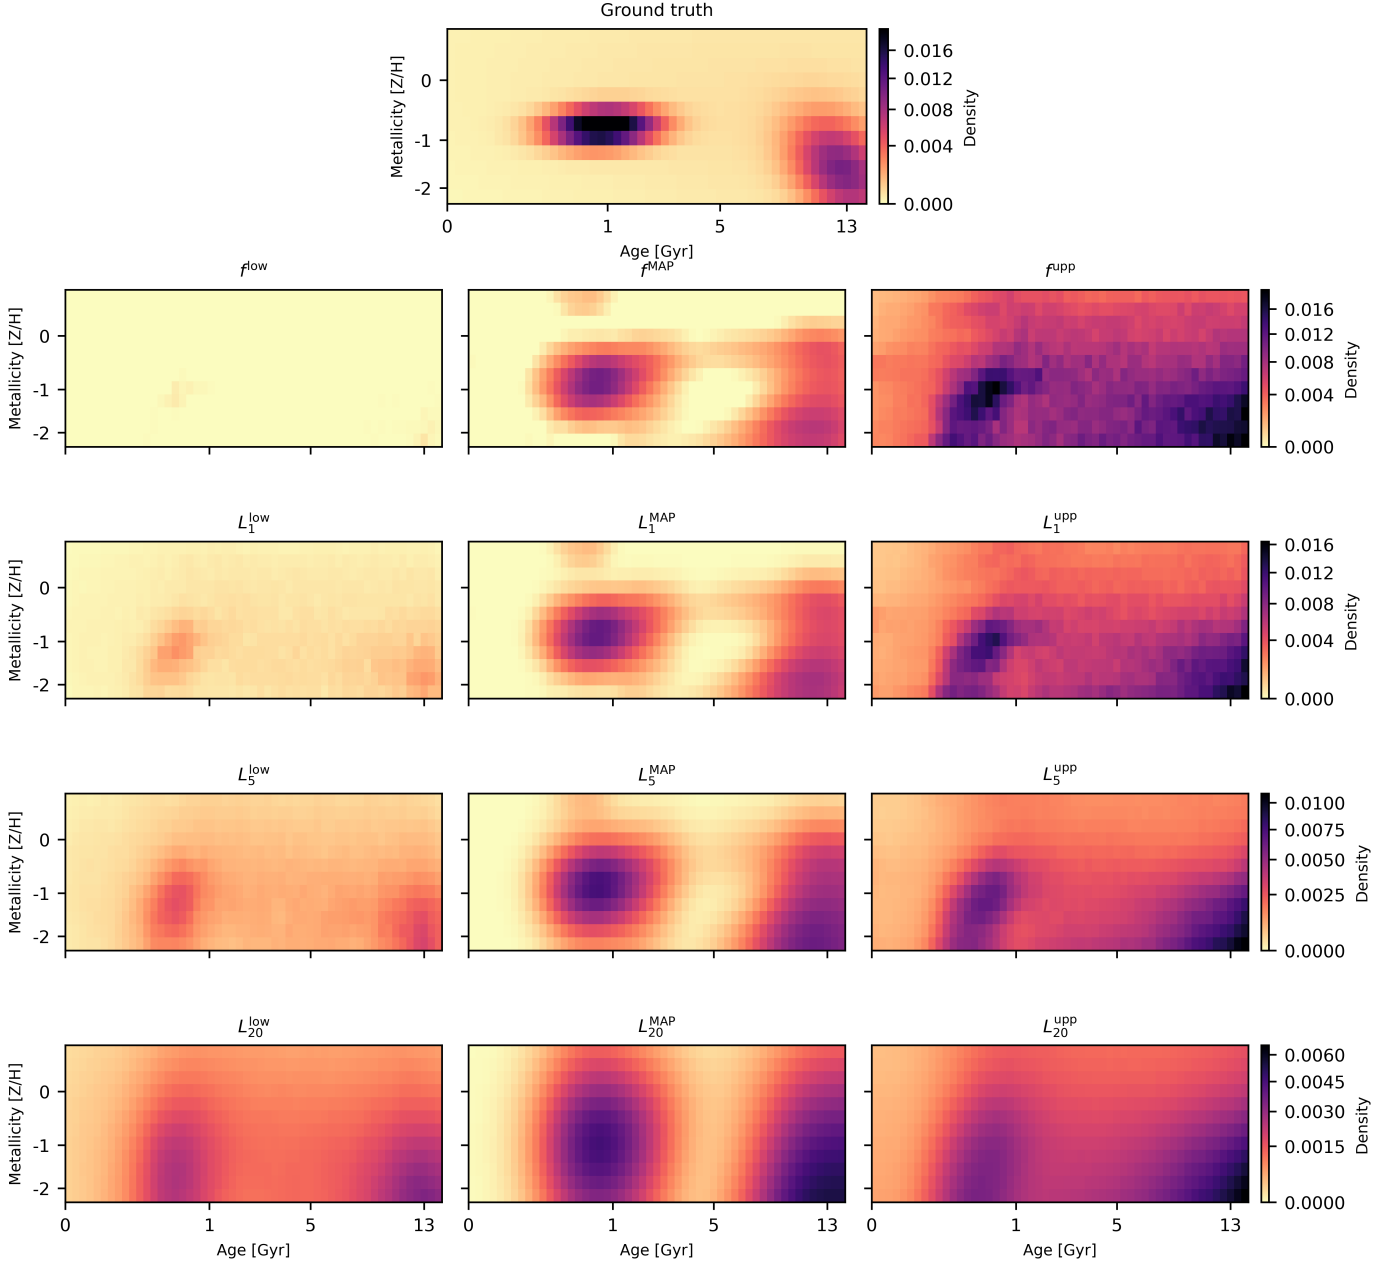 Ground truth
Metallicity [Z/H]
0
-1
-2
0 1 5 13
Age [Gyr]
0.016
0.012
0.008
0.004
0.000
Density
f^low f^MAP f^upp
Metallicity [Z/H]
0
-1
-2
0.016
0.012
0.008
0.004
0.000
Density
L_1^low L_1^MAP L_1^upp
Metallicity [Z/H]
0
-1
-2
0.016
0.012
0.008
0.004
0.000
Density
L_5^low L_5^MAP L_5^upp
Metallicity [Z/H]
0
-1
-2
0.0100
0.0075
0.0050
0.0025
0.0000
Density
L_20^low L_20^MAP L_20^upp
Metallicity [Z/H]
0
-1
-2
0.0060
0.0045
0.0030
0.0015
0.0000
Density
0 1 5 13 0 1 5 13 0 1 5 13
Age [Gyr] Age [Gyr] Age [Gyr]